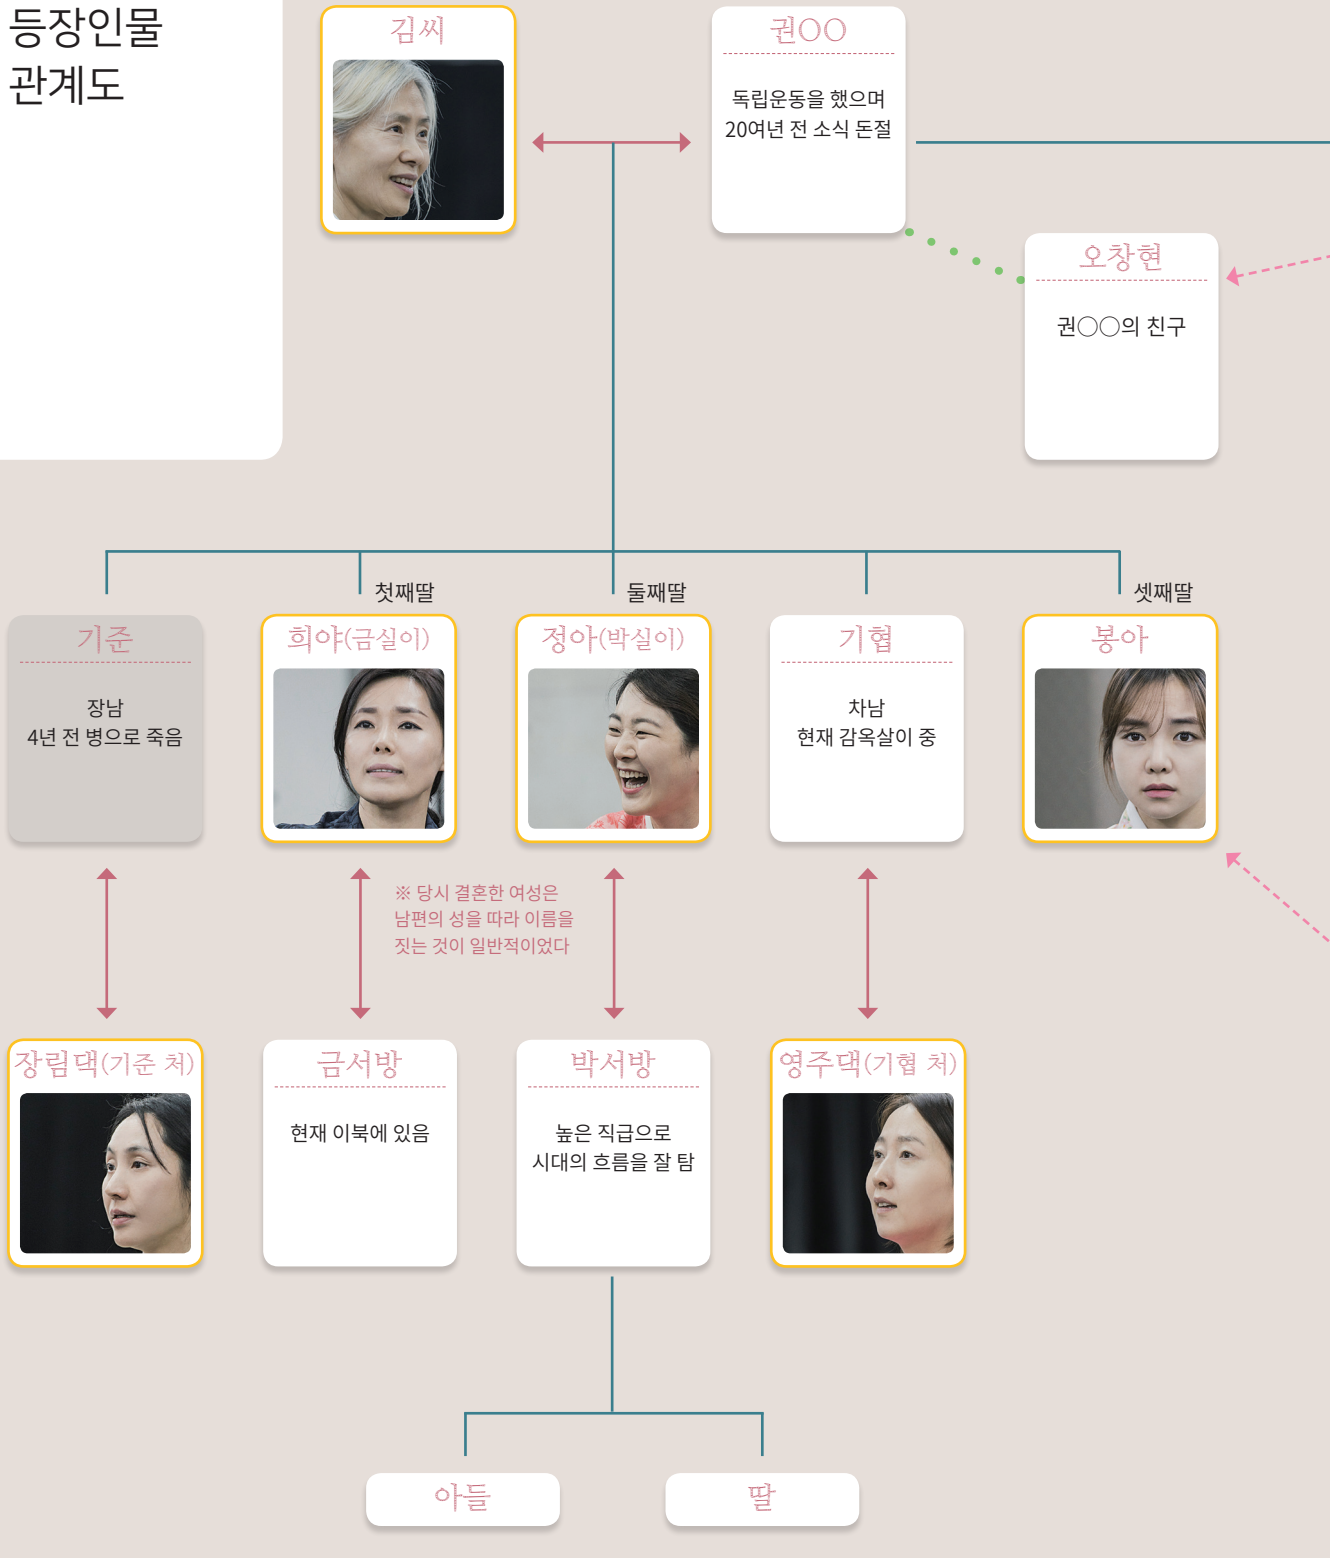 등장인물
관계도
김씨
권○○
독립운동을 했으며
20여년 전 소식 돈절
오창현
권○○의 친구
첫째딸
둘째딸
셋째딸
기준
장남
4년 전 병으로 죽음
희야(금실이)
정아(박실이)
기협
차남
현재 감옥살이 중
봉아
※ 당시 결혼한 여성은
남편의 성을 따라 이름을
짓는 것이 일반적이었다
장림댁(기준 처)
금서방
현재 이북에 있음
박서방
높은 직급으로
시대의 흐름을 잘 탐
영주댁(기협 처)
아들
딸